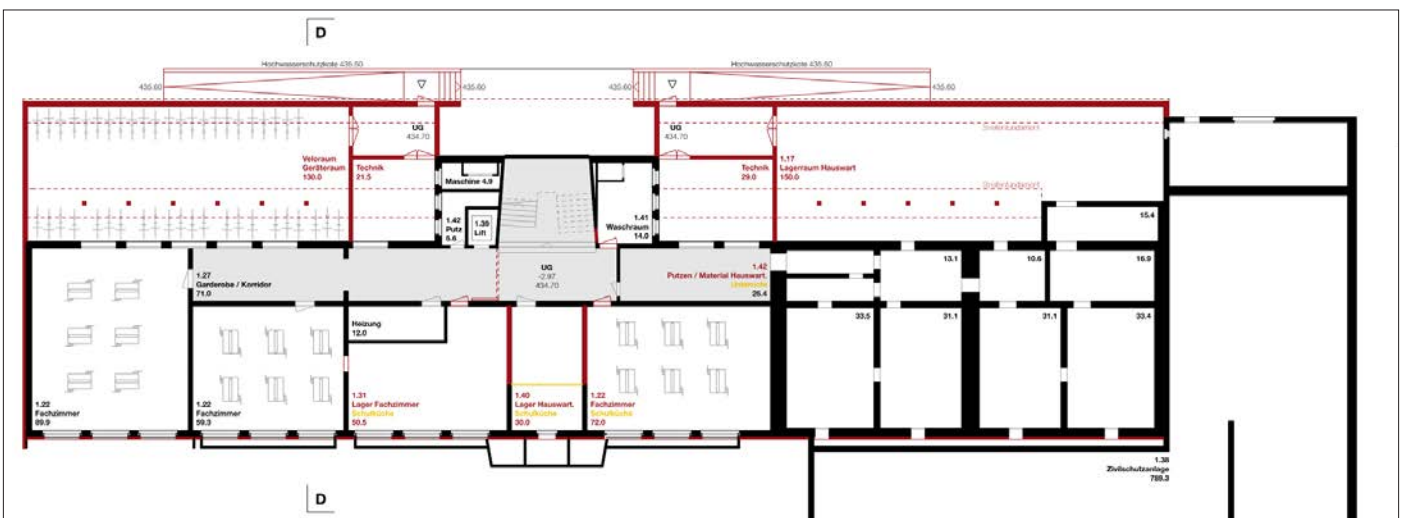 D
Hochwasserschutzkote 435.60
Hochwasserschutzkote 435.60
435.60
435.60
435.60
435.60
UG
434.70
UG
434.70
Streifenfundament
Veloraum
Geräteraum
130.0
Technik
21.5
Maschine 4.9
Technik
29.0
1.17
Lagerraum Hauswart
150.0
Streifenfundament
1.42
Putz
6.6
1.39
Lift
1.41
Waschraum
14.0
15.4
1.27
Garderobe / Korridor
71.0
UG
-2.97
434.70
1.42
Putzen / Material Hauswart.
26.4
13.1
10.6
16.9
Heizung
12.0
33.5
31.1
31.1
33.4
1.22
Fachzimmer
89.9
1.22
Fachzimmer
59.3
1.31
Lager Fachzimmer
Schulküche
50.5
1.40
Lager Hauswart.
Schulküche
30.0
1.22
Fachzimmer
Schulküche
72.0
1.38
Zivilschutzanlage
789.3
D